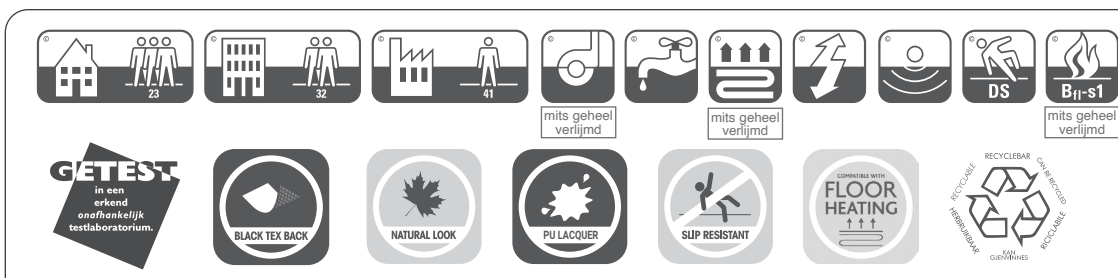 ©
©
©
©
©
©
©
©
©
©
23
32
41
DS
Bfl-s1
mits geheel
verlijmd
mits geheel
verlijmd
mits geheel
verlijmd
GETEST
in een
erkend
onafhankelijk
testlaboratorium.
BLACK TEX BACK
NATURAL LOOK
PU LACQUER
SLIP RESISTANT
COMPATIBLE WITH
FLOOR
HEATING
RECYCLEBAR
CAN BE RECYCLED
RICICLABILE
KAN
GJENVINNES
HERBRUIKBAAR
RECYCLABLE